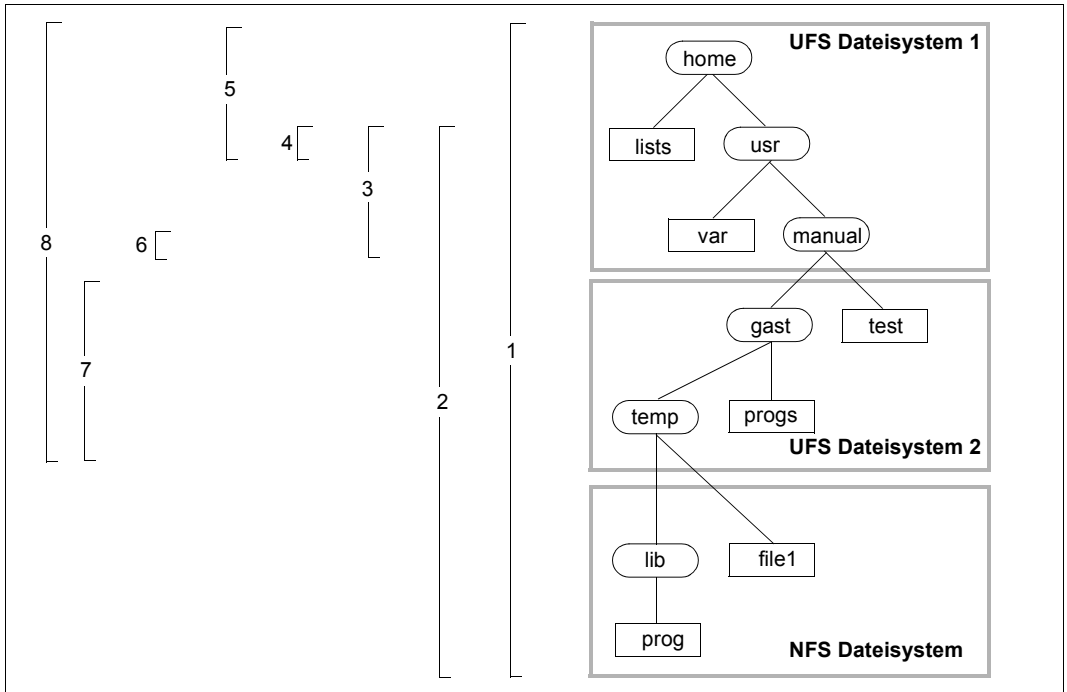 UFS Dateisystem 1
home
5
4
lists
usr
3
8
6
var
manual
gast
test
1
7
2
temp
progs
UFS Dateisystem 2
lib
file1
prog
NFS Dateisystem